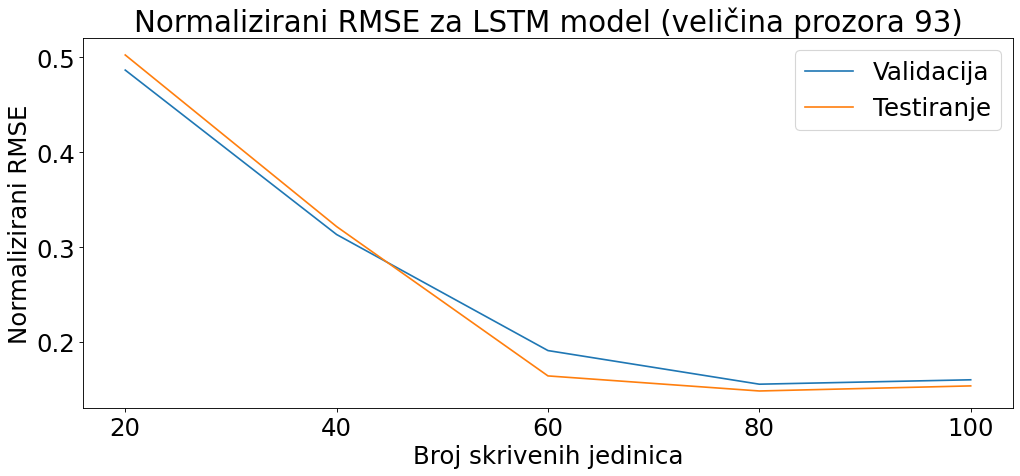 Normalizirani RMSE za LSTM model (veličina prozora 93)
Normalizirani RMSE
0.5
0.4
0.3
0.2
Validacija
Testiranje
20 40 60 80 100
Broj skrivenih jedinica